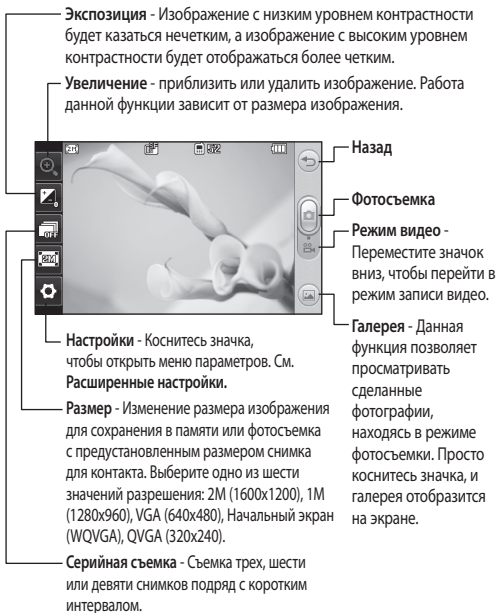 Экспозиция - Изображение с низким уровнем контрастности
будет казаться нечетким, а изображение с высоким уровнем
контрастности будет отображаться более четким.
Увеличение - приблизить или удалить изображение. Работа
данной функции зависит от размера изображения.
Назад
Фотосъемка
Режим видео -
Переместите значок
вниз, чтобы перейти в
режим записи видео.
Галерея - Данная
функция позволяет
просматривать
сделанные
фотографии,
находясь в режиме
фотосъемки. Просто
коснитесь значка, и
галерея отобразится
на экране.
2M
512
OFF
2M
Настройки - Коснитесь значка,
чтобы открыть меню параметров. См.
Расширенные настройки.
Размер - Изменение размера изображения
для сохранения в памяти или фотосъемка
с предустановленным размером снимка
для контакта. Выберите одно из шести
значений разрешения: 2M (1600x1200), 1M
(1280x960), VGA (640x480), Начальный экран
(WQVGA), QVGA (320x240).
Серийная съемка - Съемка трех, шести
или девяти снимков подряд с коротким
интервалом.